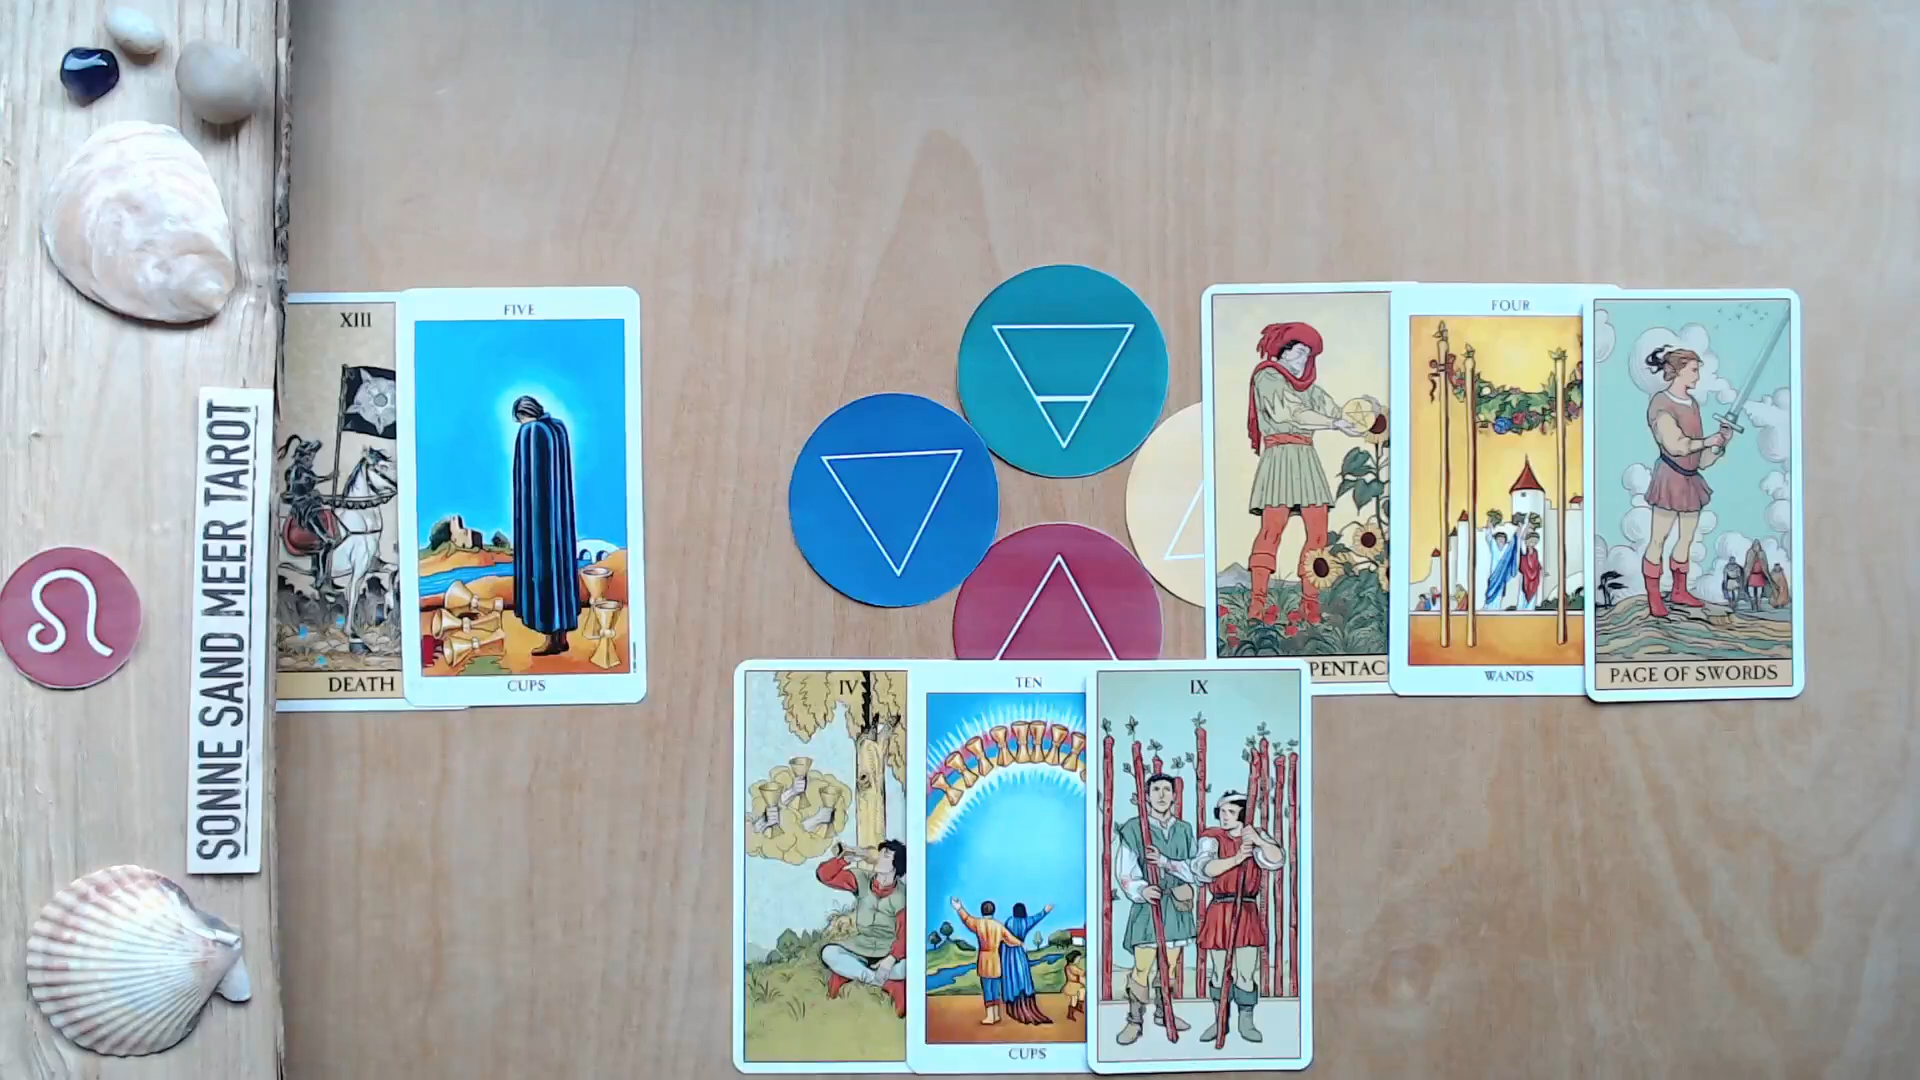 SONNE SAND MEER TAROT
XIII
DEATH
FIVE
CUPS
PENTAC
FOUR
WANDS
PAGE OF SWORDS
IV
TEN
CUPS
IX